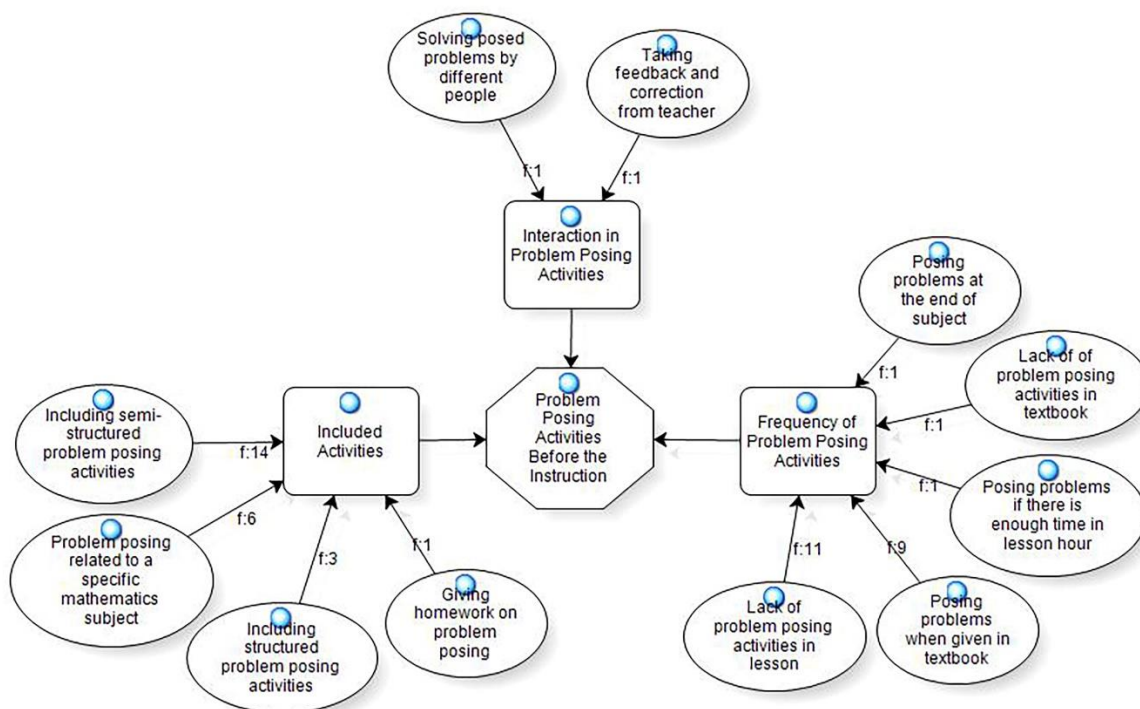 Solving posed
problems by
different
people
Taking
feedback and
correction
from teacher
f:1
f:1
Interaction in
Problem Posing
Activities
Posing
problems at
the end of
subject
f:1
Lack of of
problem posing
activities in
textbook
f:1
Including semi-
structured
problem posing
activities
f:14
Included
Activities
Problem
Posing
Activities
Before the
Instruction
Frequency of
Problem Posing
Activities
f:1
Posing problems
if there is
enough time in
lesson hour
Problem posing
related to a
specific
mathematics
subject
f:6
f:3
f:1
f:11
f:9
Including
structured
problem posing
activities
Giving
homework on
problem
posing
Lack of
problem posing
activities in
lesson
Posing
problems
when given in
textbook